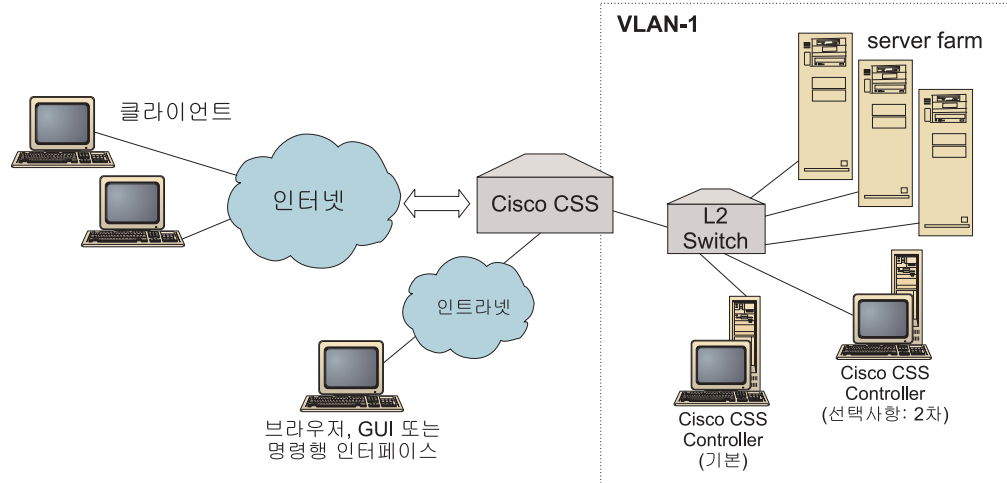 VLAN-1
server farm
클라이언트
인터넷
Cisco CSS
L2
Switch
인트라넷
브라우저, GUI 또는
명령행 인터페이스
Cisco CSS
Controller
(기본)
Cisco CSS
Controller
(선택사항: 2차)